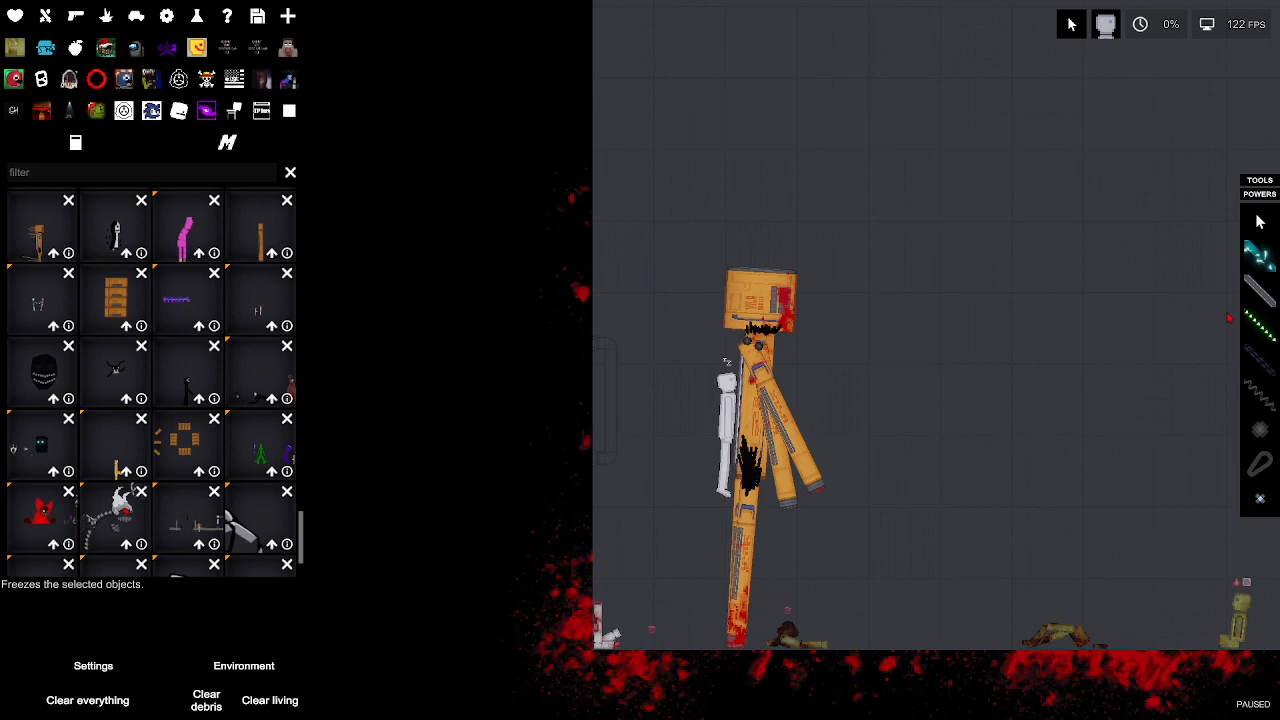 0%
122 FPS
filter
TOOLS
POWERS
Freezes the selected objects.
Settings
Environment
Clear everything
Clear debris
Clear living
PAUSED